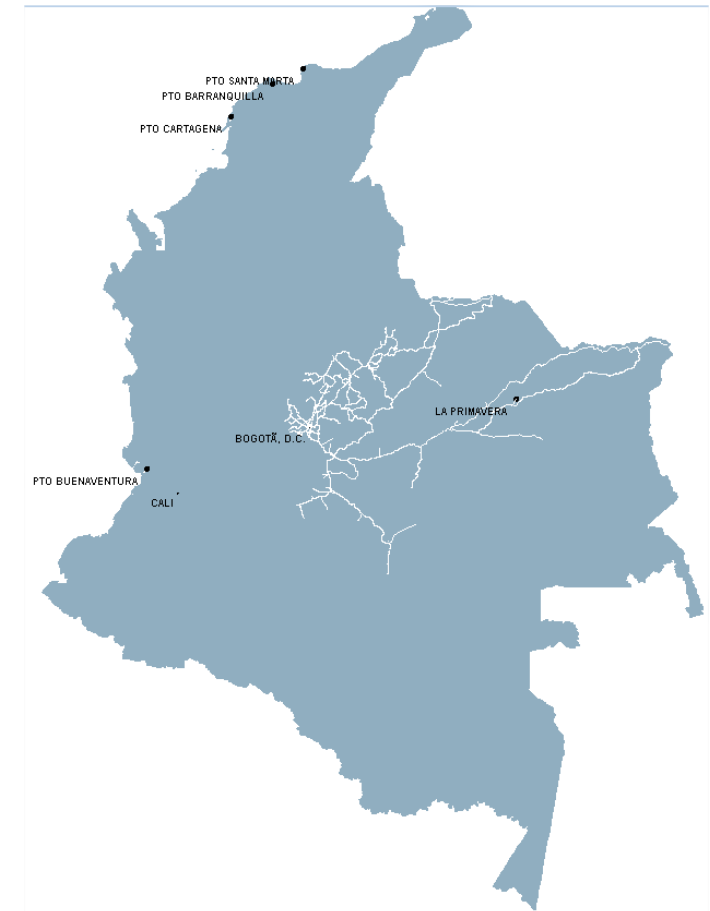 PTO SANTA MARTA
PTO BARRANQUILLA
PTO CARTAGENA
LA PRIMAVERA
BOGOTÃ, D.C.
PTO BUENAVENTURA
CALI